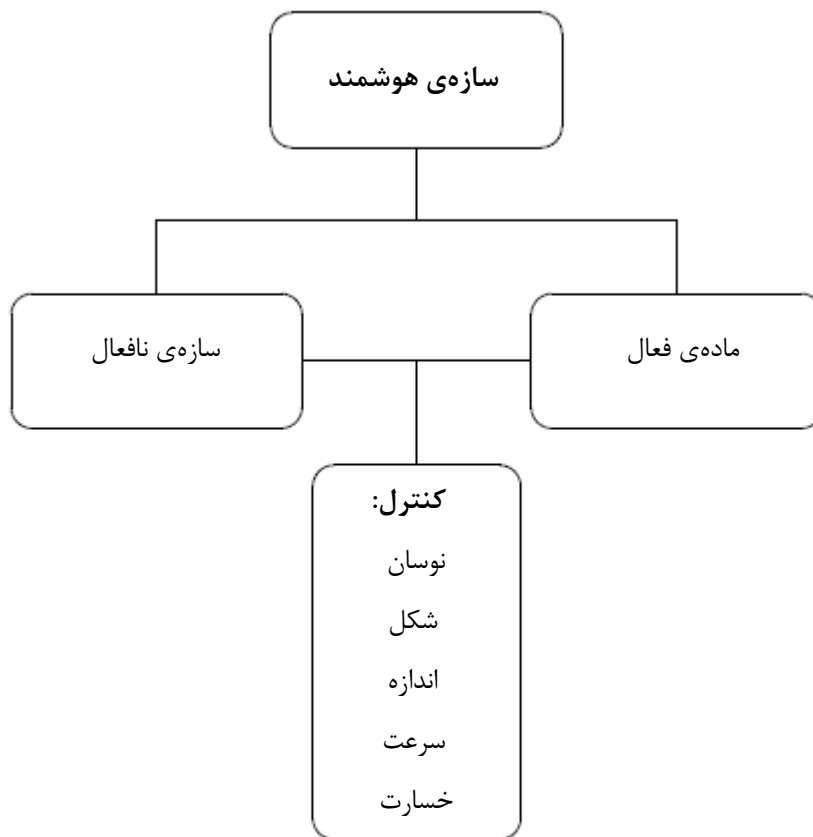 سازه‌ی هوشمند
ماده‌ی فعال
سازه‌ی نافعال
کنترل:
نوسان
شکل
اندازه
سرعت
خسارت